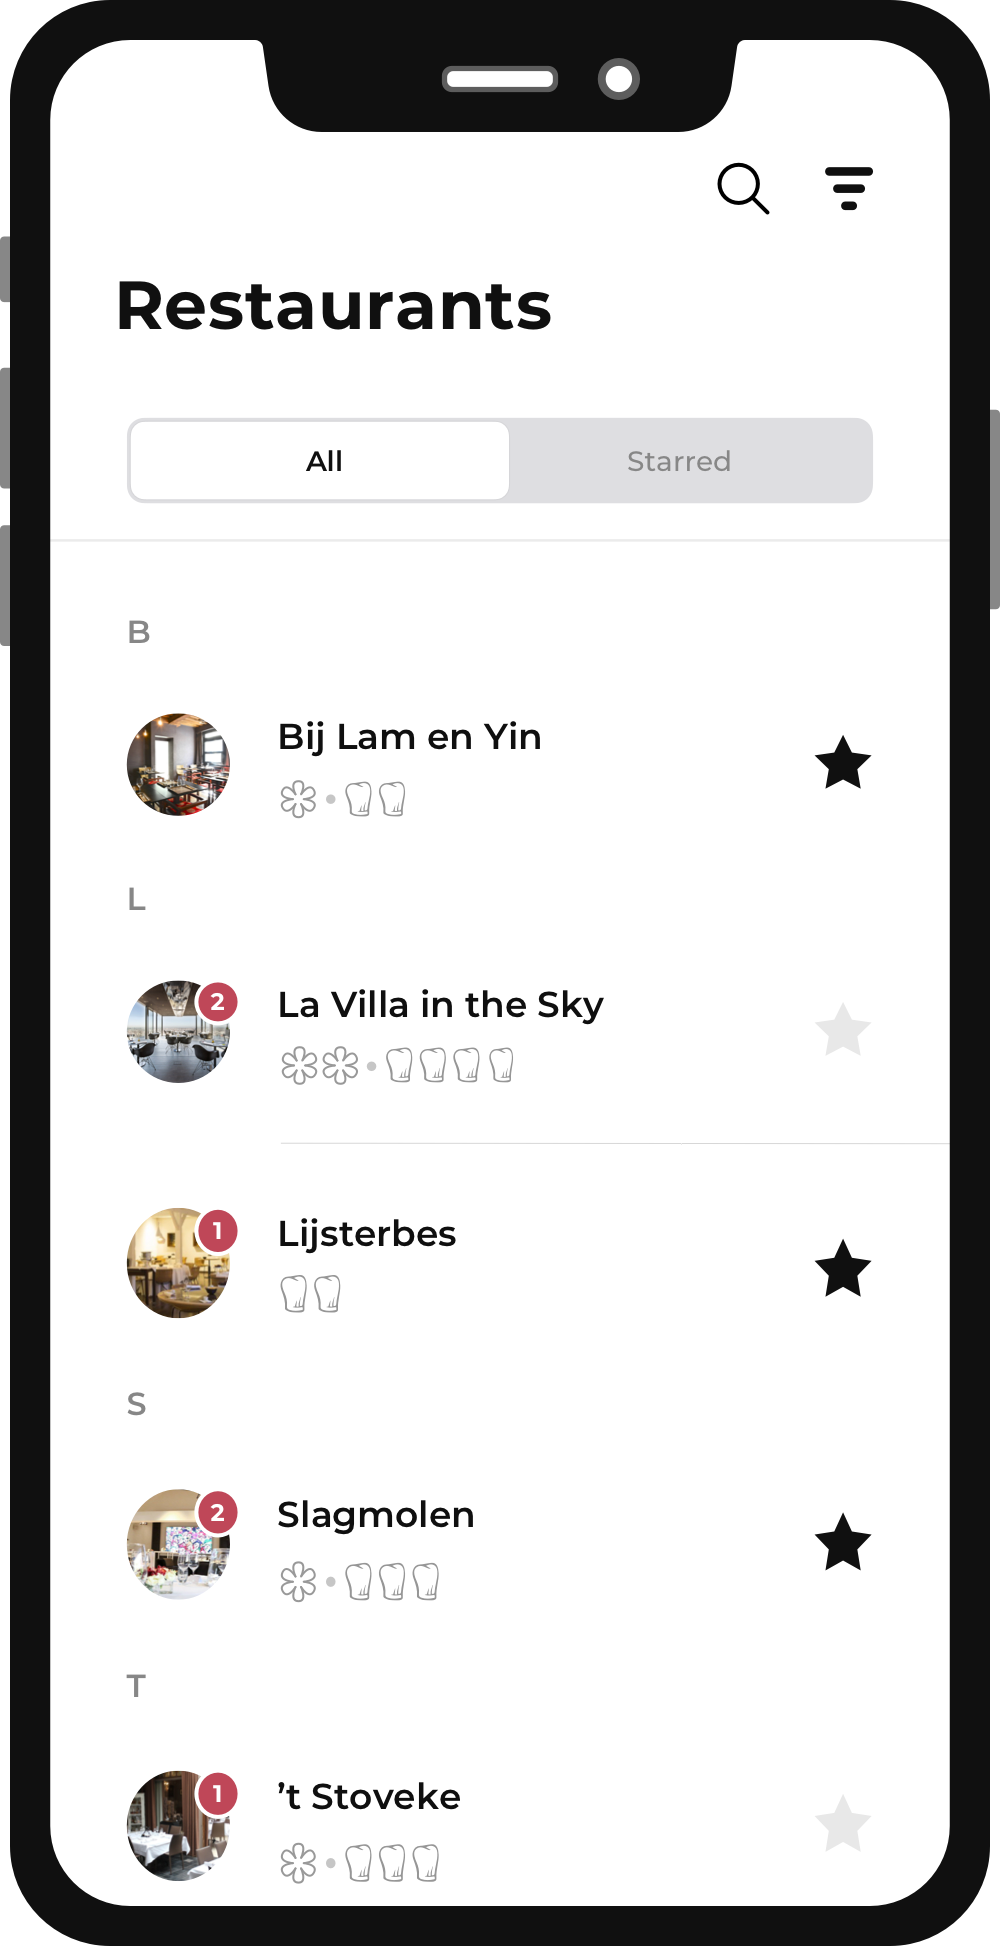 Restaurants
All
Starred
B
Bij Lam en Yin
L
2
La Villa in the Sky
1
Lijsterbes
S
2
Slagmolen
T
1
’t Stoveke